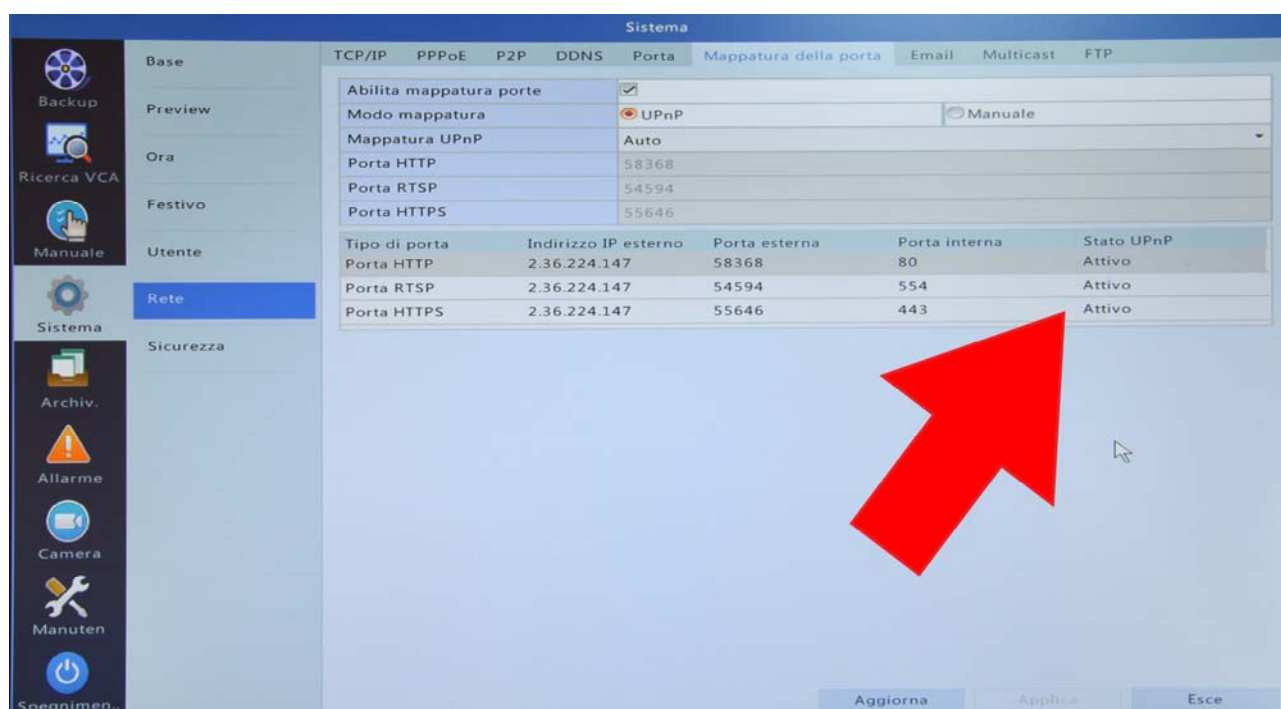 Sistema
Backup
Ricerca VCA
Manuale
Sistema
Archiv.
Allarme
Camera
Manuten
Spegnimen..
Base
Preview
Ora
Festivo
Utente
Rete
Sicurezza
TCP/IP PPPoE P2P DDNS Porta Mappatura della porta Email Multicast FTP
Abilita mappatura porte
Modo mappatura UPnP Manuale
Mappatura UPnP Auto
Porta HTTP 58368
Porta RTSP 54594
Porta HTTPS 55646
Tipo di porta Indirizzo IP esterno Porta esterna Porta interna Stato UPnP
Porta HTTP 2.36.224.147 58368 80 Attivo
Porta RTSP 2.36.224.147 54594 554 Attivo
Porta HTTPS 2.36.224.147 55646 443 Attivo
Aggiorna Applica Esce